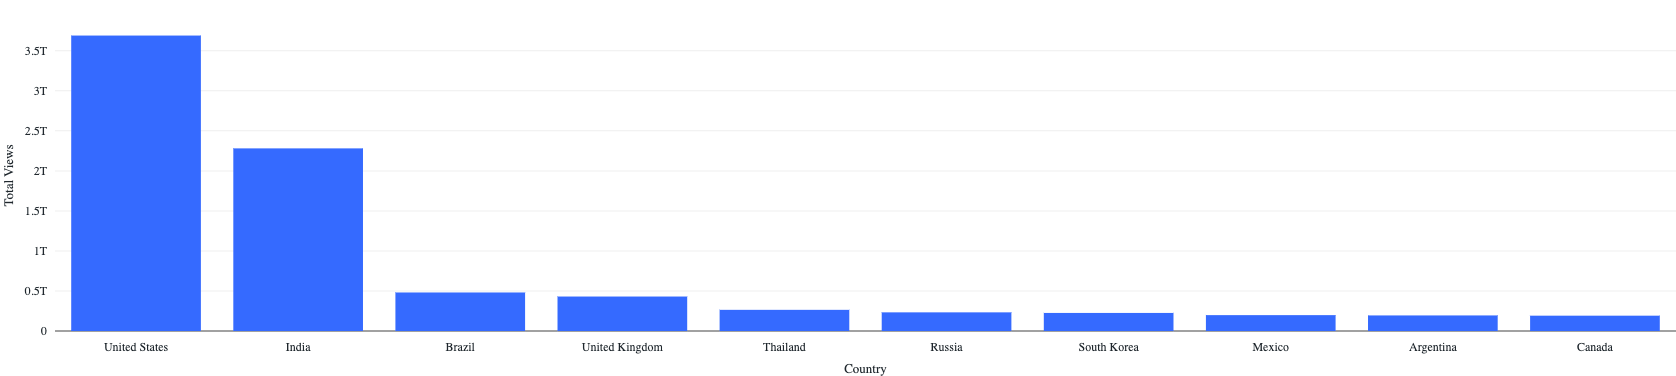 Total Views
3.5T
3T
2.5T
2T
1.5T
1T
0.5T
0
United States India Brazil United Kingdom Thailand Russia South Korea Mexico Argentina Canada
Country